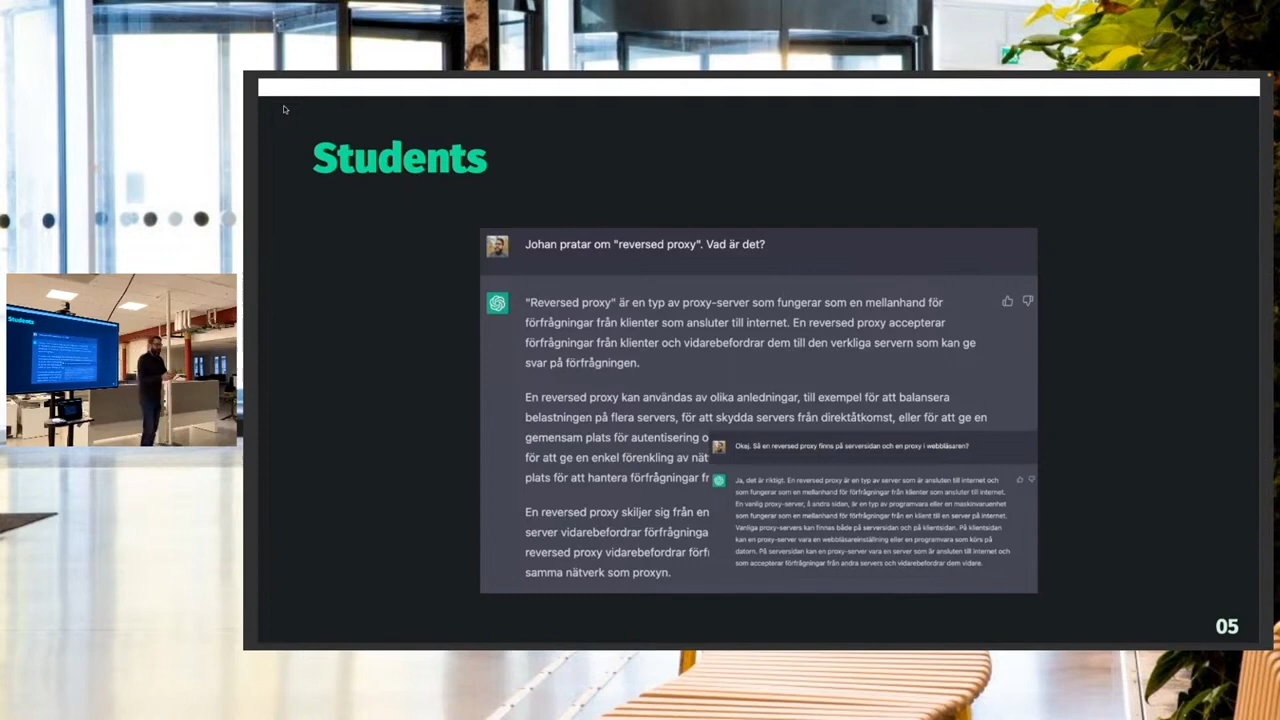 Students
Johan pratar om "reversed proxy". Vad är det?
"Reversed proxy" är en typ av proxy-server som fungerar som en mellanhand för
förfrågningar från klienter som ansluter till internet. En reversed proxy accepterar
förfrågningar från klienter och vidarebefordrar dem till den verkliga servern som kan ge
svar på förfrågningen.
En reversed proxy kan användas av olika anledningar, till exempel för att balansera
belastningen på flera servers, för att skydda servers från direktåtkomst, eller för att ge en
gemensam plats för autentisering o
för att ge en enkel förenkling av nät
plats för att hantera förfrågningar fr
En reversed proxy skiljer sig från en
server vidarebefordrar förfrågninga
reversed proxy vidarebefordrar förf
samma nätverk som proxyn.
Okej. Så en reversed proxy finns på serversidan och en proxy i webbläsaren?
Ja, det är riktigt. En reversed proxy är en typ av server som är ansluten till internet och
som fungerar som en mellanhand för förfrågningar från klienter som ansluter till internet.
En vanlig proxy-server, å andra sidan, är en typ av programvara eller en maskinvaruenhet
som fungerar som en mellanhand för förfrågningar från en klient till en server på internet.
Vanliga proxy-servers kan finnas både på serversidan och på klientsidan. På klientsidan
kan en proxy-server vara en webbläsareinställning eller en programvara som körs på
datorn. På serversidan kan en proxy-server vara en server som är ansluten till internet och
som accepterar förfrågningar från andra servers och vidarebefordrar dem vidare.
05
Students